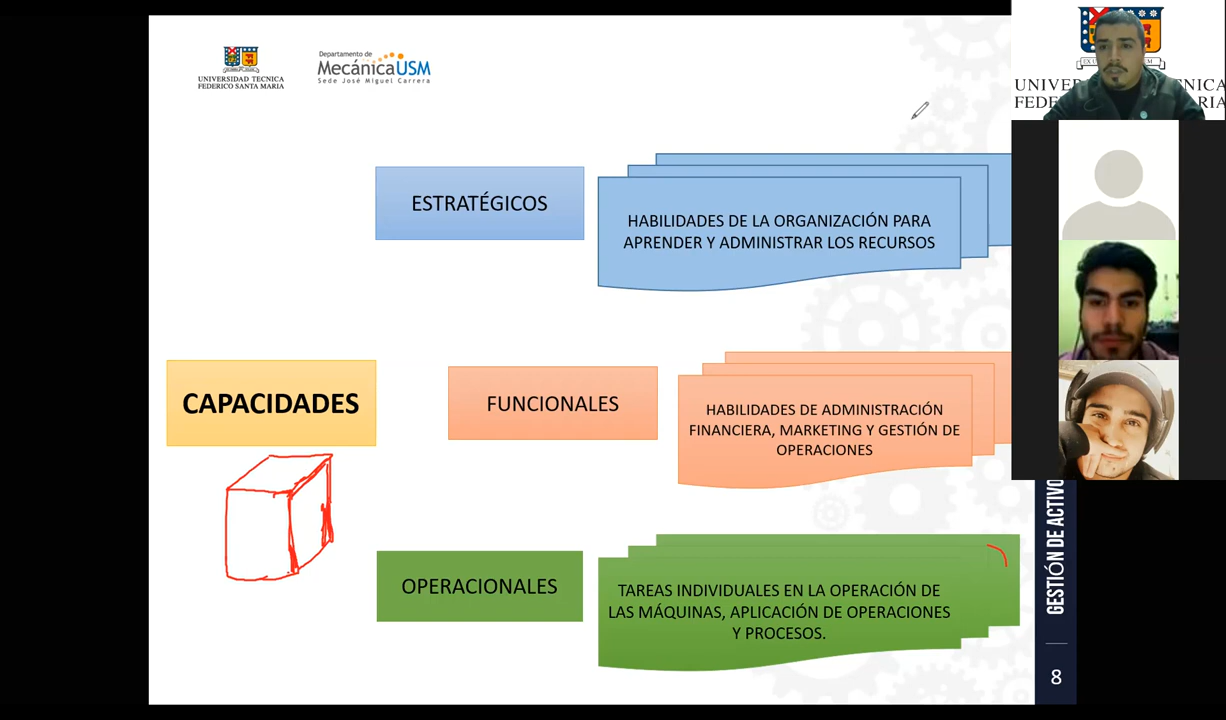 UNIVERSIDAD TECNICA
FEDERICO SANTA MARIA
Departamento de
MecánicaUSM
Sede José Miguel Carrera
ESTRATÉGICOS
HABILIDADES DE LA ORGANIZACIÓN PARA
APRENDER Y ADMINISTRAR LOS RECURSOS
CAPACIDADES
FUNCIONALES
HABILIDADES DE ADMINISTRACIÓN
FINANCIERA, MARKETING Y GESTIÓN DE
OPERACIONES
OPERACIONALES
TAREAS INDIVIDUALES EN LA OPERACIÓN DE
LAS MÁQUINAS, APLICACIÓN DE OPERACIONES
Y PROCESOS.
GESTIÓN DE ACTIVO
8